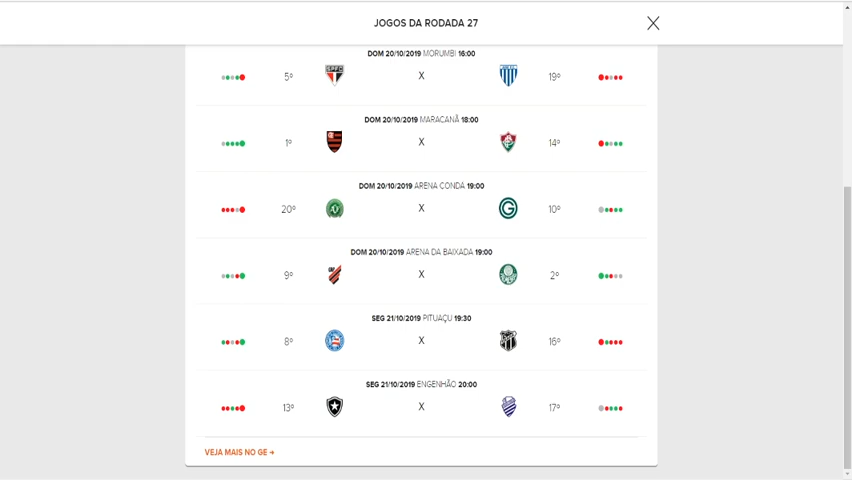 JOGOS DA RODADA 27
DOM 20/10/2019 MORUMBI 16:00
5º X 19º
DOM 20/10/2019 MARACANÃ 18:00
1º X 14º
DOM 20/10/2019 ARENA CONDÁ 19:00
20º X 10º
DOM 20/10/2019 ARENA DA BAIXADA 19:00
9º X 2º
SEG 21/10/2019 PITUAÇU 19:30
8º X 16º
SEG 21/10/2019 ENGENHÃO 20:00
13º X 17º
VEJA MAIS NO GE